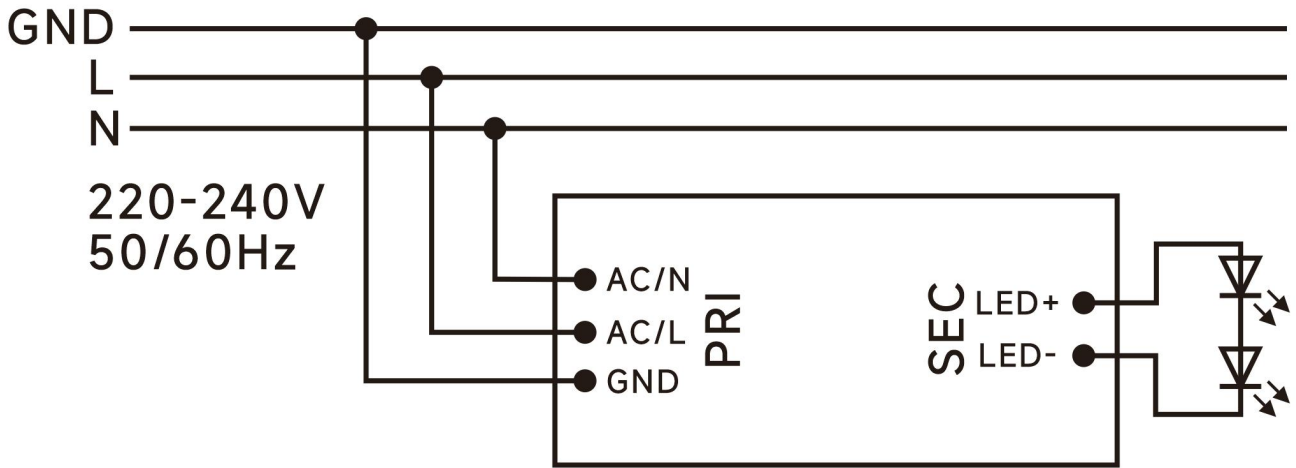 GND
L
N
220-240V
50/60Hz
AC/N
AC/L
GND
PRI
SEC
LED+
LED-